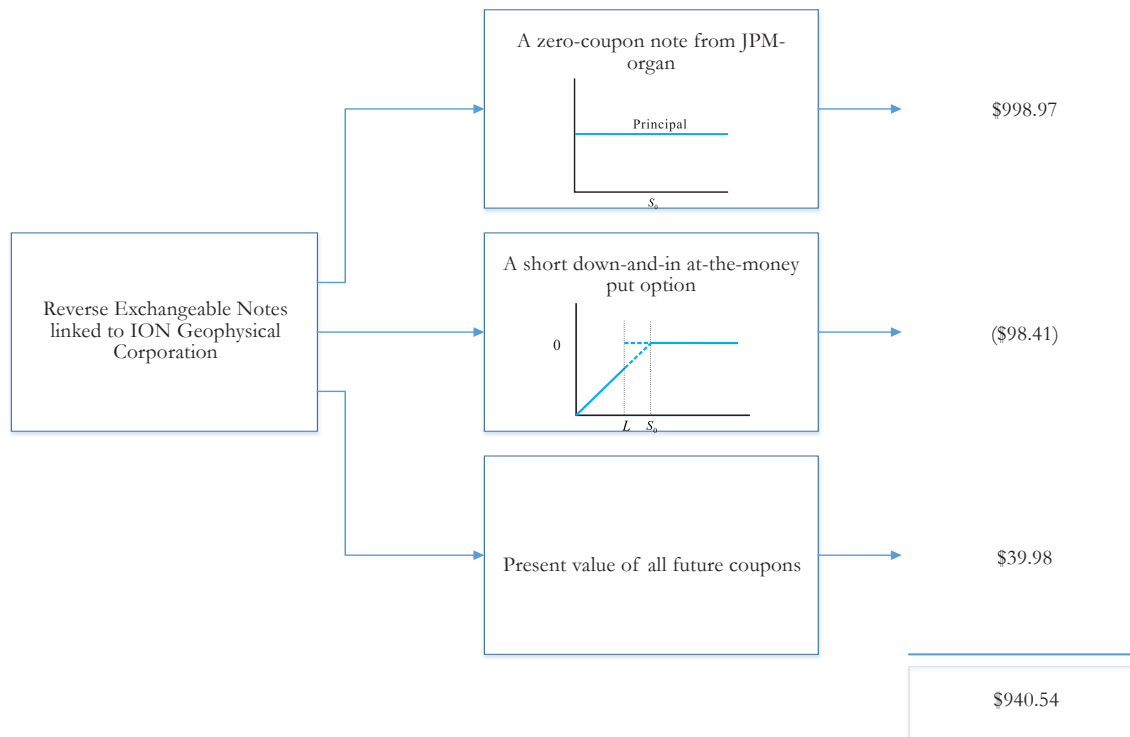 A zero-coupon note from JPM-
organ
Principal
S₀
$998.97
Reverse Exchangeable Notes
linked to ION Geophysical
Corporation
A short down-and-in at-the-money
put option
0
L S₀
($98.41)
Present value of all future coupons
$39.98
$940.54